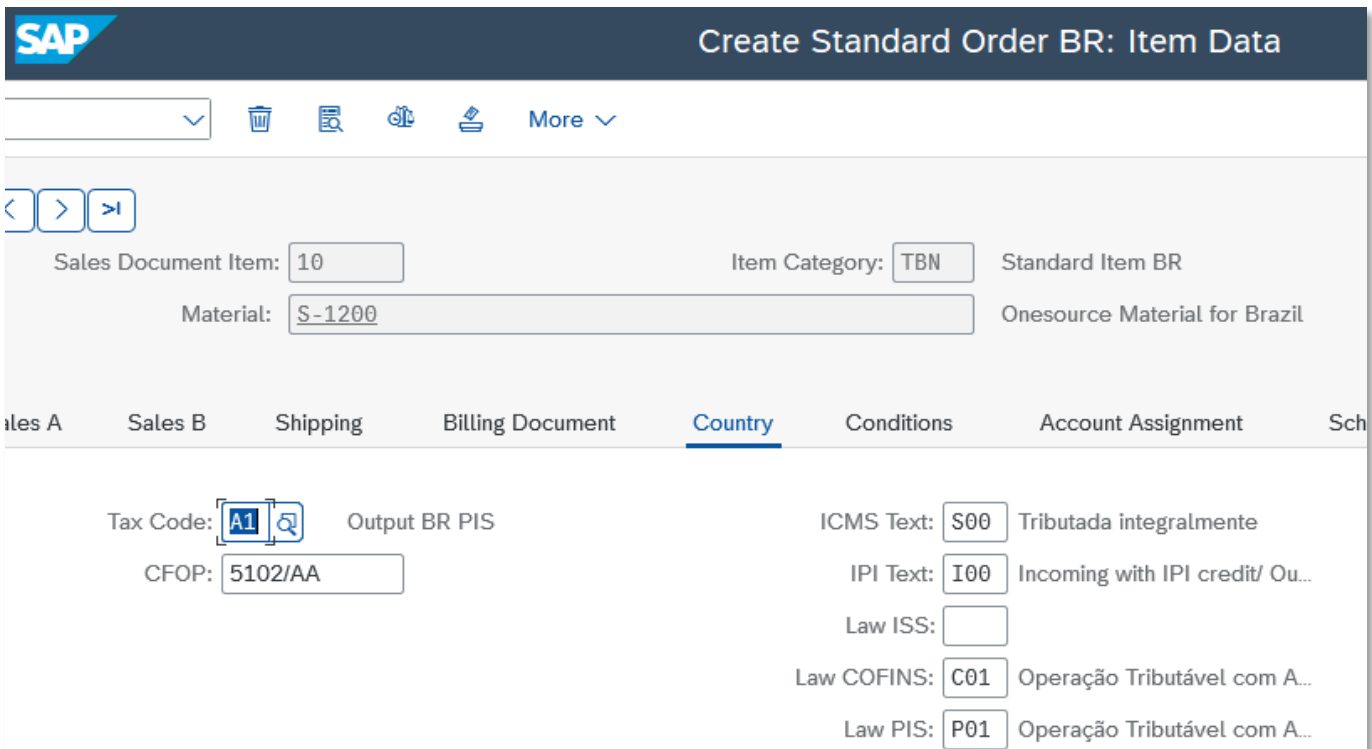 SAP
Create Standard Order BR: Item Data
More
Sales Document Item: 10 Item Category: TBN Standard Item BR
Material: S-1200 Onesource Material for Brazil
ales A Sales B Shipping Billing Document Country Conditions Account Assignment Sch
Tax Code: A1 Output BR PIS ICMS Text: S00 Tributada integralmente
CFOP: 5102/AA IPI Text: I00 Incoming with IPI credit/ Ou...
Law ISS:
Law COFINS: C01 Operação Tributável com A...
Law PIS: P01 Operação Tributável com A...